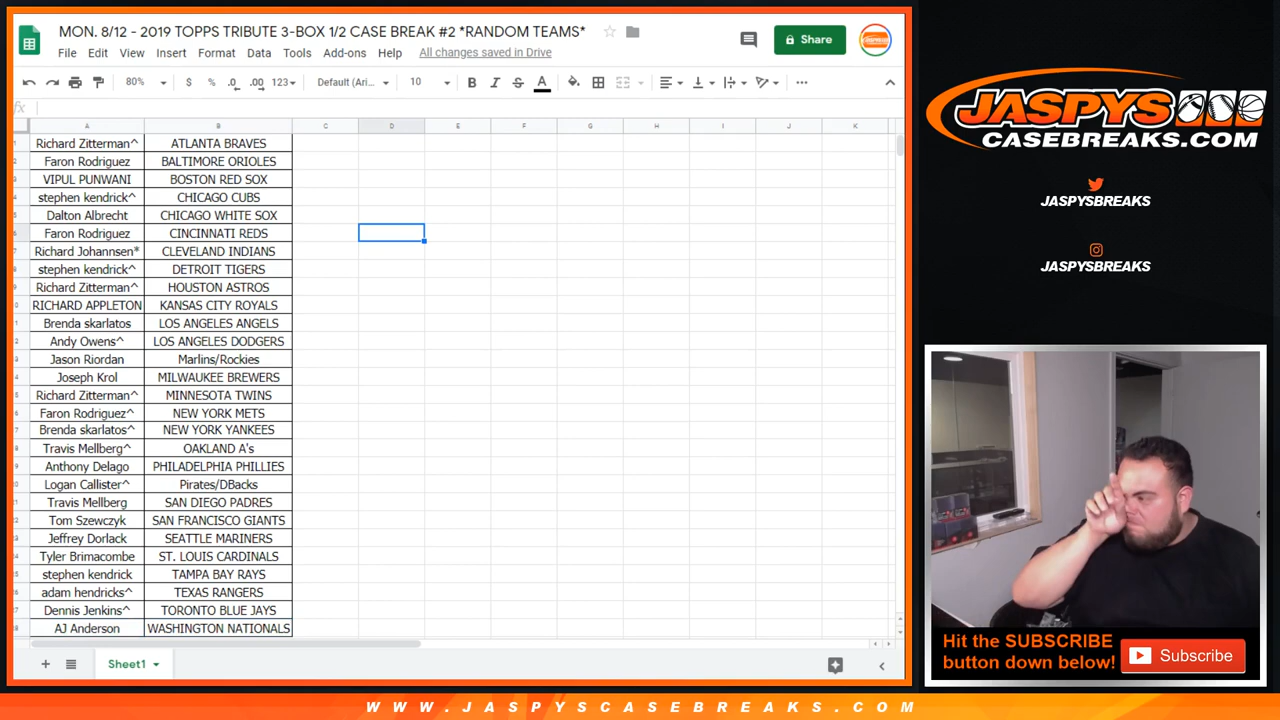 MON. 8/12 - 2019 TOPPS TRIBUTE 3-BOX 1/2 CASE BREAK #2 *RANDOM TEAMS*
File Edit View Insert Format Data Tools Add-ons Help All changes saved in Drive
Share
80% $ % .0 .00 123 Default (Ari... 10 B I S A
fx
A B C D E F G H I J K
Richard Zitterman^ ATLANTA BRAVES
Faron Rodriguez BALTIMORE ORIOLES
VIPUL PUNWANI BOSTON RED SOX
stephen kendrick^ CHICAGO CUBS
Dalton Albrecht CHICAGO WHITE SOX
Faron Rodriguez CINCINNATI REDS
Richard Johannsen* CLEVELAND INDIANS
stephen kendrick^ DETROIT TIGERS
Richard Zitterman^ HOUSTON ASTROS
RICHARD APPLETON KANSAS CITY ROYALS
Brenda skarlatos LOS ANGELES ANGELS
Andy Owens^ LOS ANGELES DODGERS
Jason Riordan Marlins/Rockies
Joseph Krol MILWAUKEE BREWERS
Richard Zitterman^ MINNESOTA TWINS
Faron Rodriguez^ NEW YORK METS
Brenda skarlatos^ NEW YORK YANKEES
Travis Mellberg^ OAKLAND A's
Anthony Delago PHILADELPHIA PHILLIES
Logan Callister^ Pirates/DBacks
Travis Mellberg SAN DIEGO PADRES
Tom Szewczyk SAN FRANCISCO GIANTS
Jeffrey Dorlack SEATTLE MARINERS
Tyler Brimacombe ST. LOUIS CARDINALS
stephen kendrick TAMPA BAY RAYS
adam hendricks^ TEXAS RANGERS
Dennis Jenkins^ TORONTO BLUE JAYS
AJ Anderson WASHINGTON NATIONALS
Sheet1
JASPYS
CASEBREAKS.COM
JASPYSBREAKS
JASPYSBREAKS
Hit the SUBSCRIBE
button down below!
Subscribe
WWW.JASPYSCASEBREAKS.COM